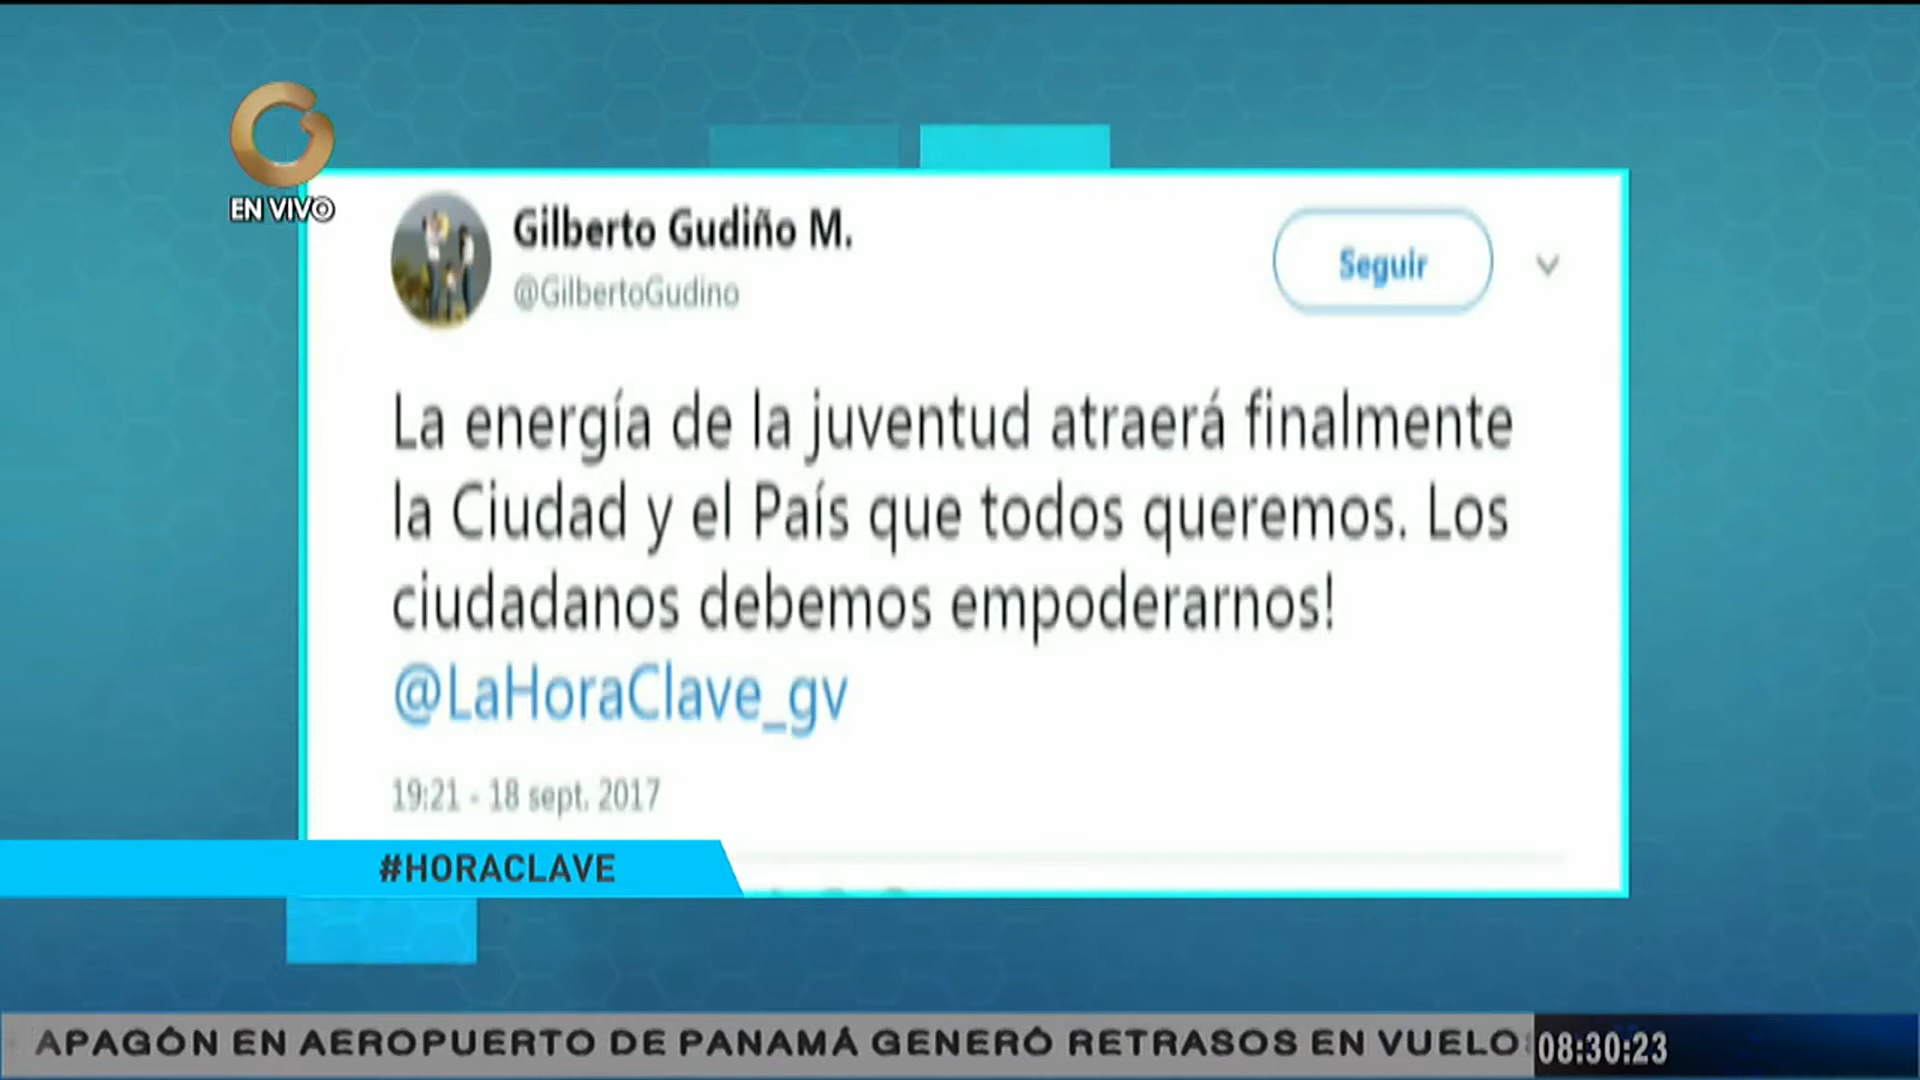 EN VIVO
Gilberto Gudiño M.
@GilbertoGudino
Seguir
La energía de la juventud atraerá finalmente
la Ciudad y el País que todos queremos. Los
ciudadanos debemos empoderarnos!
@LaHoraClave_gv
19:21 - 18 sept. 2017
#HORACLAVE
APAGÓN EN AEROPUERTO DE PANAMÁ GENERÓ RETRASOS EN VUELO
08:30:23